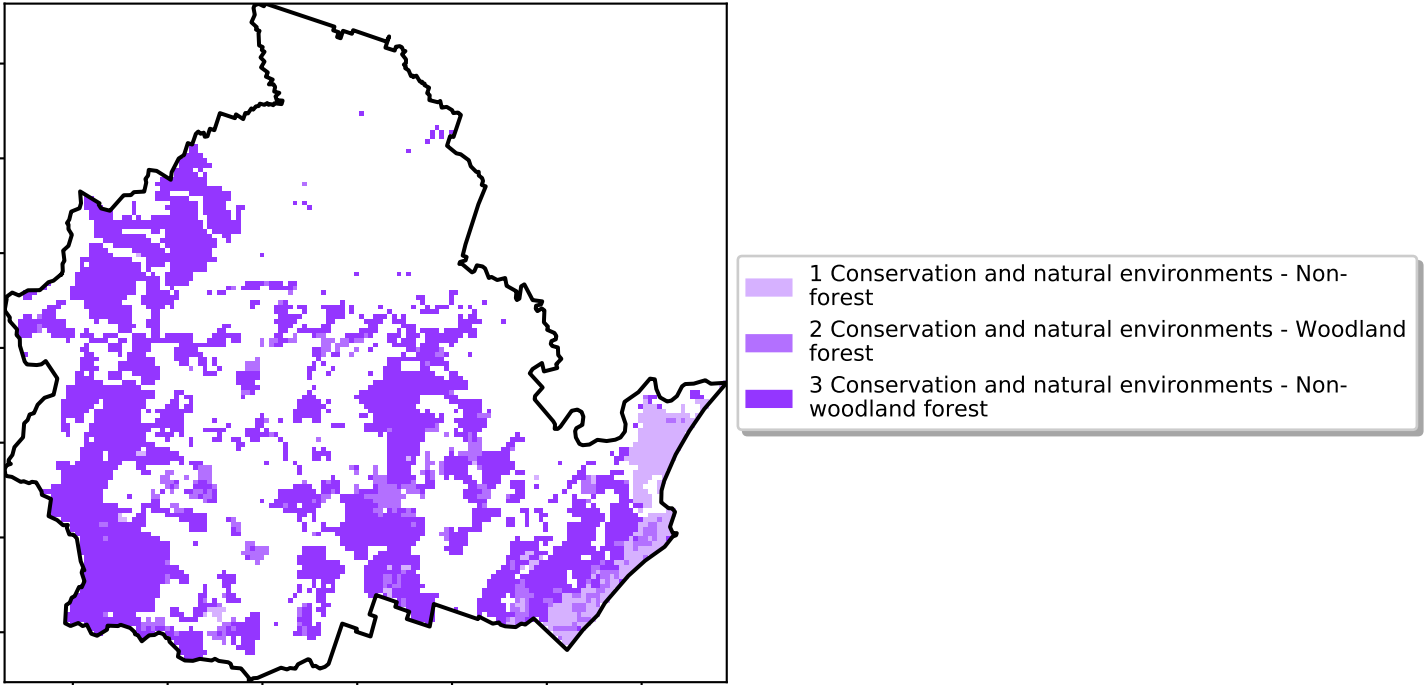 1 Conservation and natural environments - Non-
forest
2 Conservation and natural environments - Woodland
forest
3 Conservation and natural environments - Non-
woodland forest